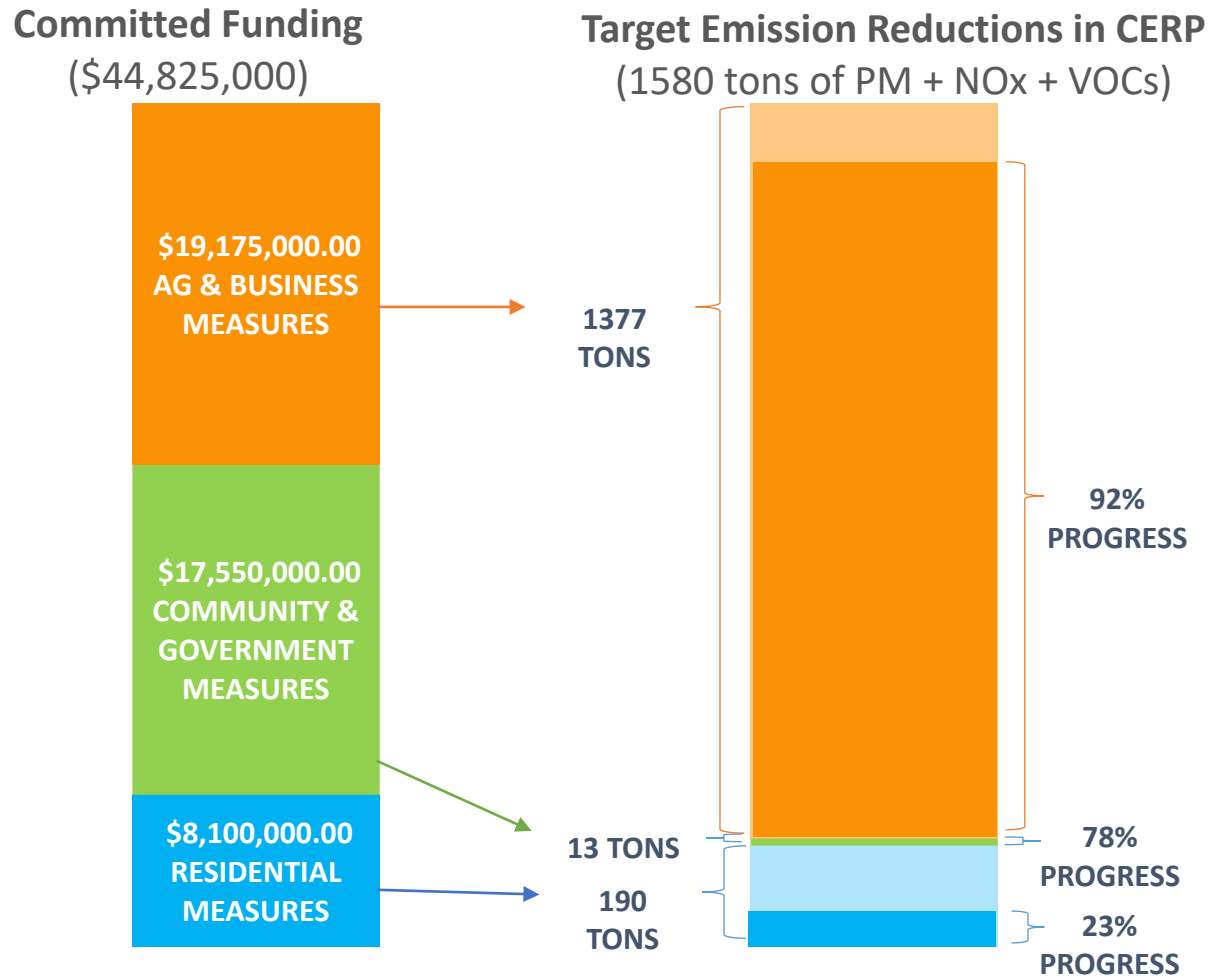 Committed Funding
($44,825,000)
$19,175,000.00
AG & BUSINESS
MEASURES
$17,550,000.00
COMMUNITY &
GOVERNMENT
MEASURES
$8,100,000.00
RESIDENTIAL
MEASURES
Target Emission Reductions in CERP
(1580 tons of PM + NOx + VOCs)
1377
TONS
13 TONS
190
TONS
92%
PROGRESS
78%
PROGRESS
23%
PROGRESS